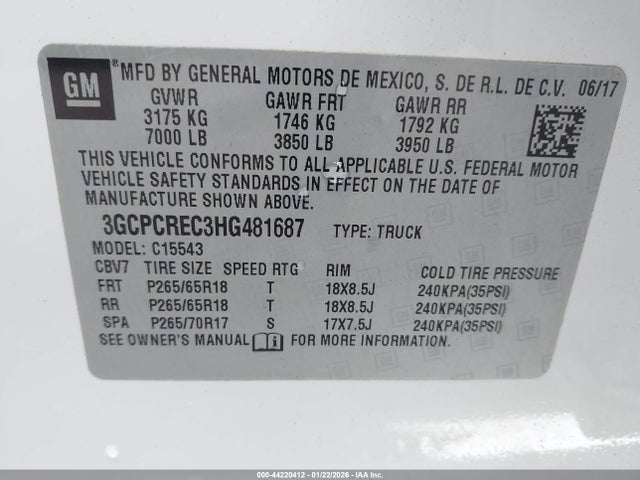 GM *MFD BY GENERAL MOTORS DE MEXICO, S. DE R.L. DE C.V. 06/17
GVWR GAWR FRT GAWR RR
3175 KG 1746 KG 1792 KG
7000 LB 3850 LB 3950 LB
THIS VEHICLE CONFORMS TO ALL APPLICABLE U.S. FEDERAL MOTOR
VEHICLE SAFETY STANDARDS IN EFFECT ON THE DATE OF
MANUFACTURE SHOWN ABOVE.
3GCPCREC3HG481687 TYPE: TRUCK
MODEL: C15543
CBV7 TIRE SIZE SPEED RTG RIM COLD TIRE PRESSURE
FRT P265/65R18 T 18X8.5J 240KPA(35PSI)
RR P265/65R18 T 18X8.5J 240KPA(35PSI)
SPA P265/70R17 S 17X7.5J 240KPA(35PSI)
SEE OWNER'S MANUAL FOR MORE INFORMATION.
000-44220412 - 01/22/2026 - IAAI.COM